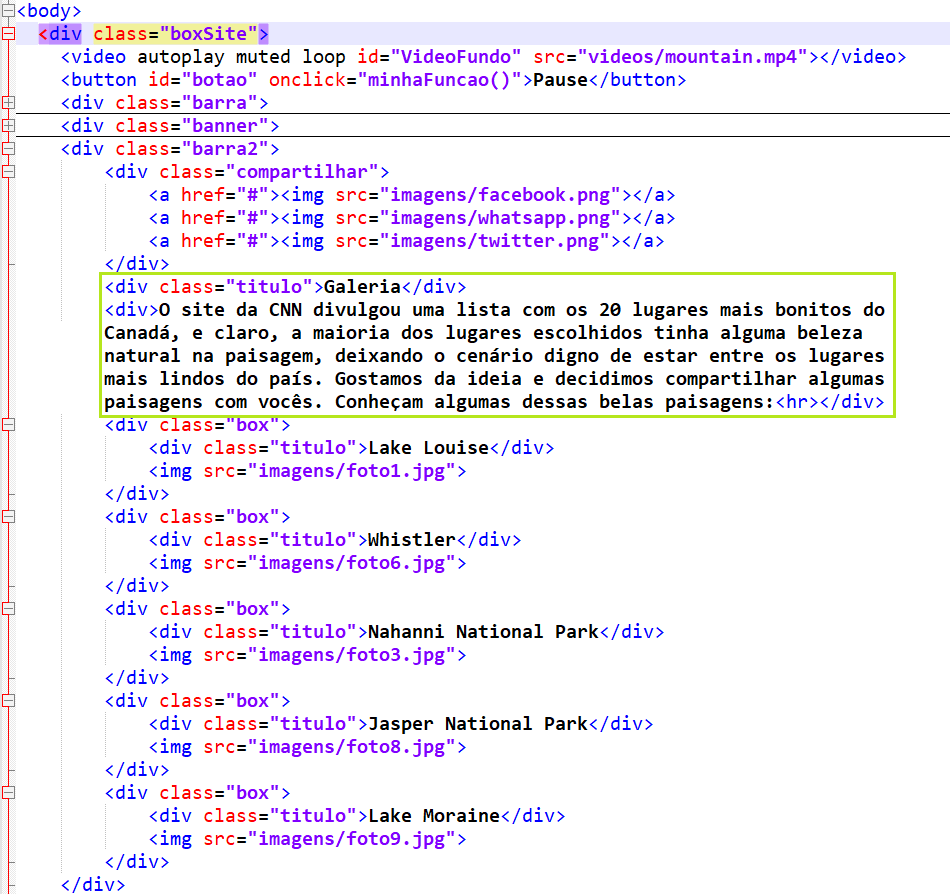 <body>
<div class="boxSite">
<video autoplay muted loop id="VideoFundo" src="videos/mountain.mp4"></video>
<button id="botao" onclick="minhaFuncao()">Pause</button>
<div class="barra">
<div class="banner">
<div class="barra2">
<div class="compartilhar">
<a href="#"><img src="imagens/facebook.png"></a>
<a href="#"><img src="imagens/whatsapp.png"></a>
<a href="#"><img src="imagens/twitter.png"></a>
</div>
<div class="titulo">Galeria</div>
<div>O site da CNN divulgou uma lista com os 20 lugares mais bonitos do
Canadá, e claro, a maioria dos lugares escolhidos tinha alguma beleza
natural na paisagem, deixando o cenário digno de estar entre os lugares
mais lindos do país. Gostamos da ideia e decidimos compartilhar algumas
paisagens com vocês. Conheçam algumas dessas belas paisagens:<hr></div>
<div class="box">
<div class="titulo">Lake Louise</div>
<img src="imagens/foto1.jpg">
</div>
<div class="box">
<div class="titulo">Whistler</div>
<img src="imagens/foto6.jpg">
</div>
<div class="box">
<div class="titulo">Nahanni National Park</div>
<img src="imagens/foto3.jpg">
</div>
<div class="box">
<div class="titulo">Jasper National Park</div>
<img src="imagens/foto8.jpg">
</div>
<div class="box">
<div class="titulo">Lake Moraine</div>
<img src="imagens/foto9.jpg">
</div>
</div>